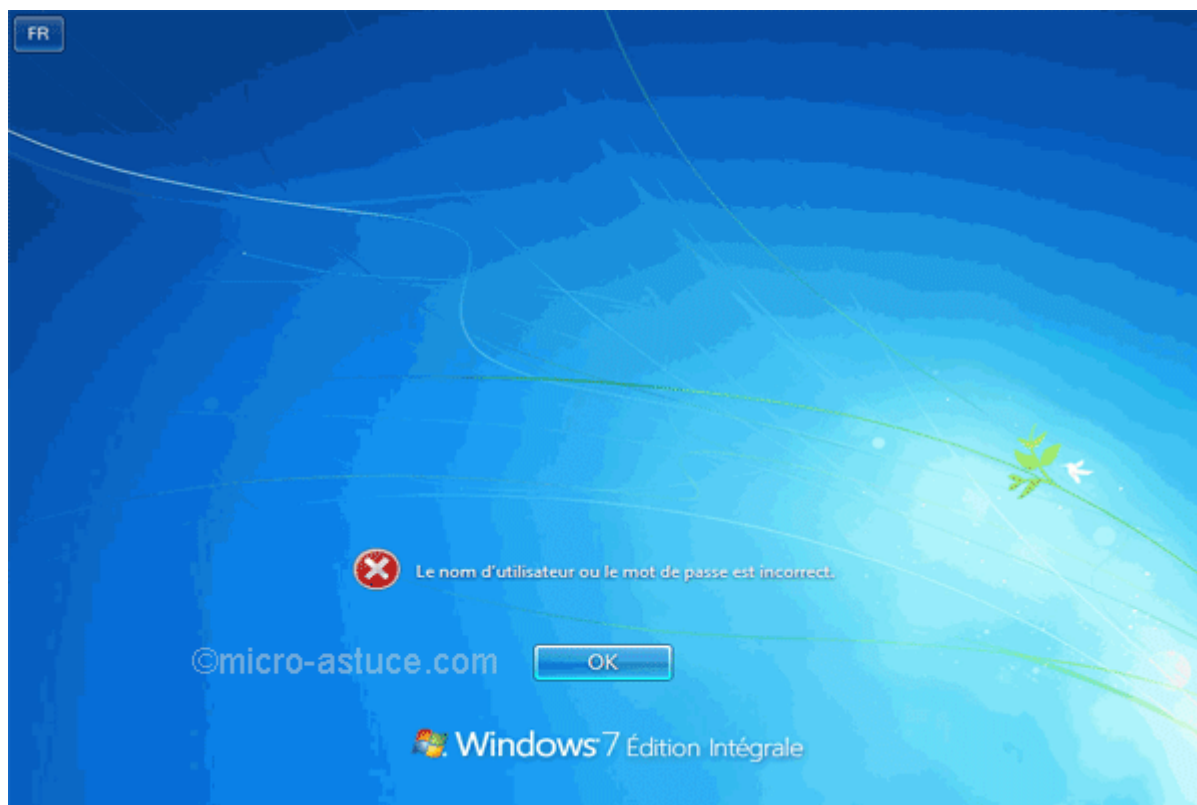 FR
Le nom d'utilisateur ou le mot de passe est incorrect.
©micro-astuce.com
OK
Windows 7 Édition Intégrale